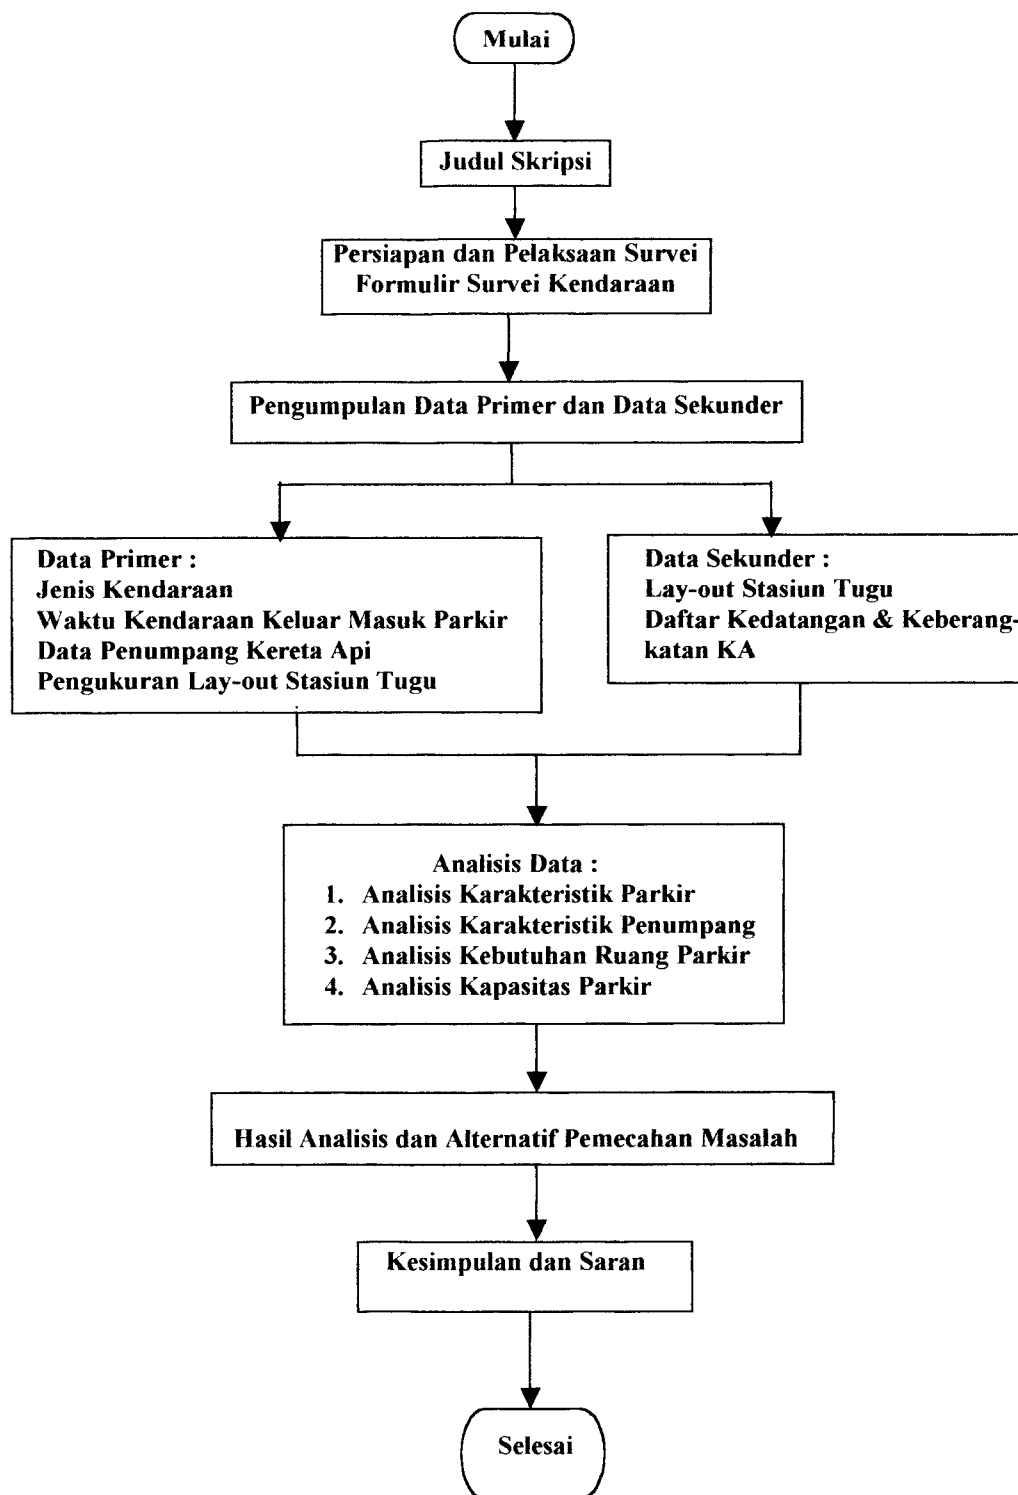 Mulai
Judul Skripsi
Persiapan dan Pelaksaan Survei
Formulir Survei Kendaraan
Pengumpulan Data Primer dan Data Sekunder
Data Primer :
Jenis Kendaraan
Waktu Kendaraan Keluar Masuk Parkir
Data Penumpang Kereta Api
Pengukuran Lay-out Stasiun Tugu
Data Sekunder :
Lay-out Stasiun Tugu
Daftar Kedatangan & Keberang-
katan KA
Analisis Data :
1. Analisis Karakteristik Parkir
2. Analisis Karakteristik Penumpang
3. Analisis Kebutuhan Ruang Parkir
4. Analisis Kapasitas Parkir
Hasil Analisis dan Alternatif Pemecahan Masalah
Kesimpulan dan Saran
Selesai